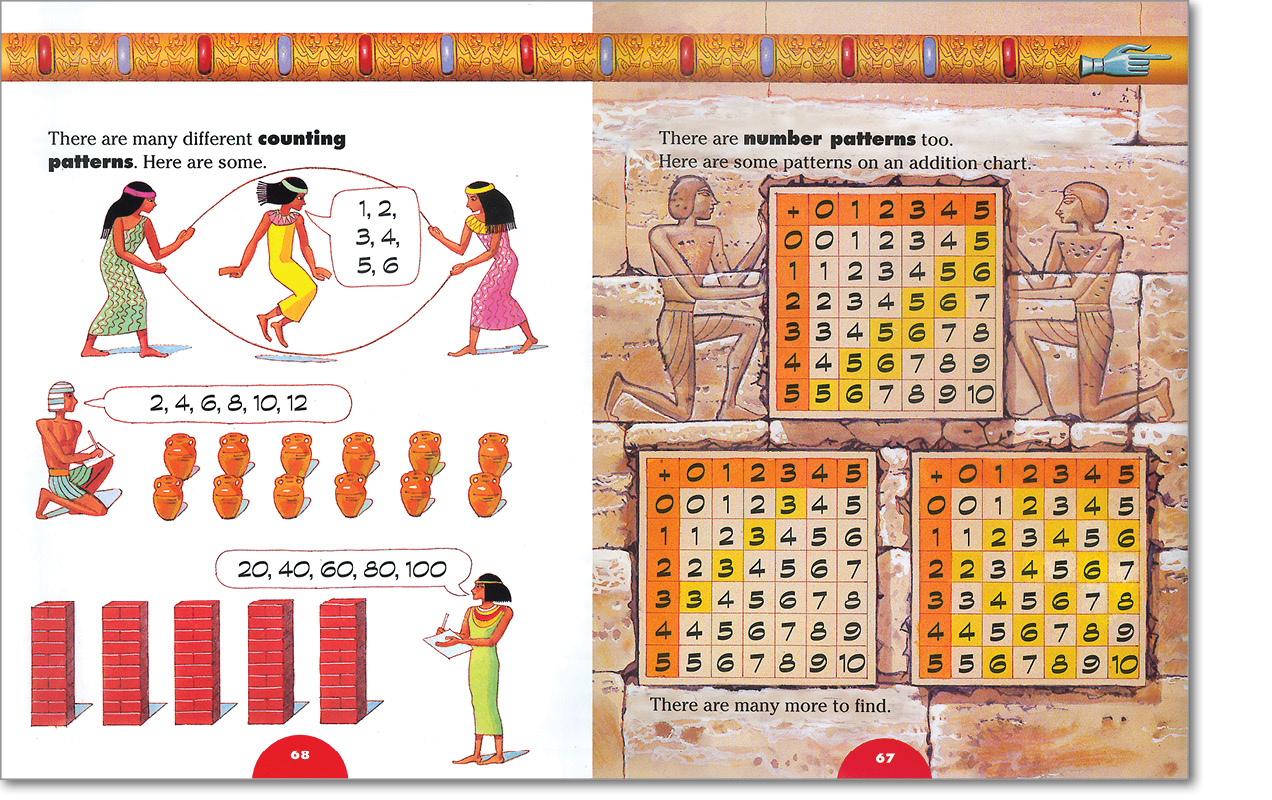 There are many different counting
patterns. Here are some.
1, 2,
3, 4,
5, 6
2, 4, 6, 8, 10, 12
20, 40, 60, 80, 100
68
There are number patterns too.
Here are some patterns on an addition chart.
+ 0 1 2 3 4 5
0 0 1 2 3 4 5
1 1 2 3 4 5 6
2 2 3 4 5 6 7
3 3 4 5 6 7 8
4 4 5 6 7 8 9
5 5 6 7 8 9 10
+ 0 1 2 3 4 5
0 0 1 2 3 4 5
1 1 2 3 4 5 6
2 2 3 4 5 6 7
3 3 4 5 6 7 8
4 4 5 6 7 8 9
5 5 6 7 8 9 10
+ 0 1 2 3 4 5
0 0 1 2 3 4 5
1 1 2 3 4 5 6
2 2 3 4 5 6 7
3 3 4 5 6 7 8
4 4 5 6 7 8 9
5 5 6 7 8 9 10
There are many more to find.
67